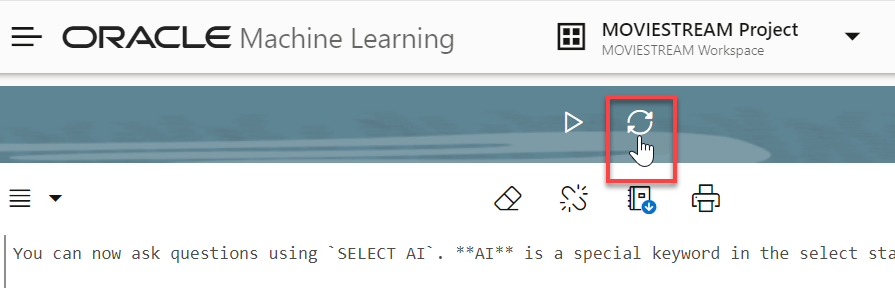 ORACLE Machine Learning
MOVIESTREAM Project
MOVIESTREAM Workspace
You can now ask questions using `SELECT AI`. **AI** is a special keyword in the select sta